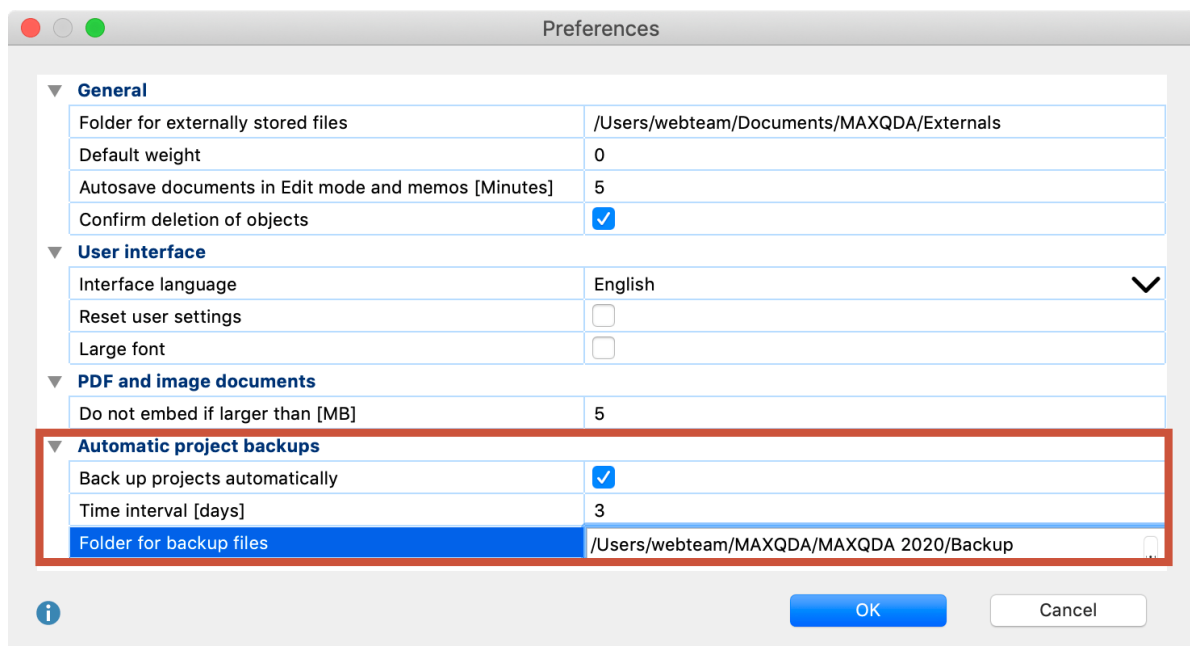 Preferences
General
Folder for externally stored files /Users/webteam/Documents/MAXQDA/Externals
Default weight 0
Autosave documents in Edit mode and memos [Minutes] 5
Confirm deletion of objects
User interface
Interface language English
Reset user settings
Large font
PDF and image documents
Do not embed if larger than [MB] 5
Automatic project backups
Back up projects automatically
Time interval [days] 3
Folder for backup files /Users/webteam/MAXQDA/MAXQDA 2020/Backup
OK Cancel